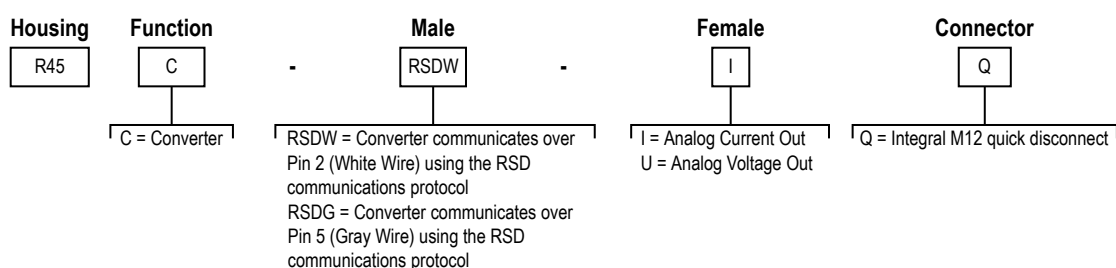 Housing Function Male Female Connector
R45 C - RSDW - I Q
C = Converter
RSDW = Converter communicates over
Pin 2 (White Wire) using the RSD
communications protocol
RSDG = Converter communicates over
Pin 5 (Gray Wire) using the RSD
communications protocol
I = Analog Current Out
U = Analog Voltage Out
Q = Integral M12 quick disconnect